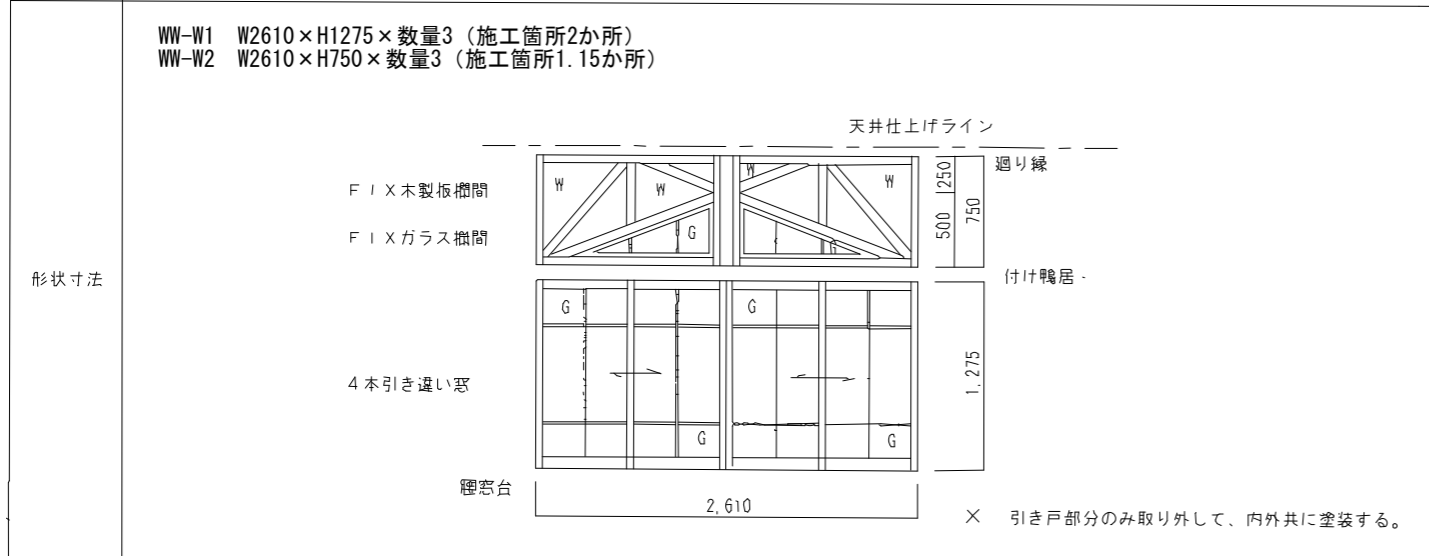 WW-W1 W2610×H1275×数量3（施工箇所2か所）
WW-W2 W2610×H750×数量3（施工箇所1.15か所）
天井仕上げライン
廻り縁
FIX木製板欄間
W
W
W
W
250
500
750
FIXガラス欄間
G
G
形状寸法
付け鴨居
G
G
4本引き違い窓
1,275
G
G
腰窓台
2,610
× 引き戸部分のみ取り外して、内外共に塗装する。